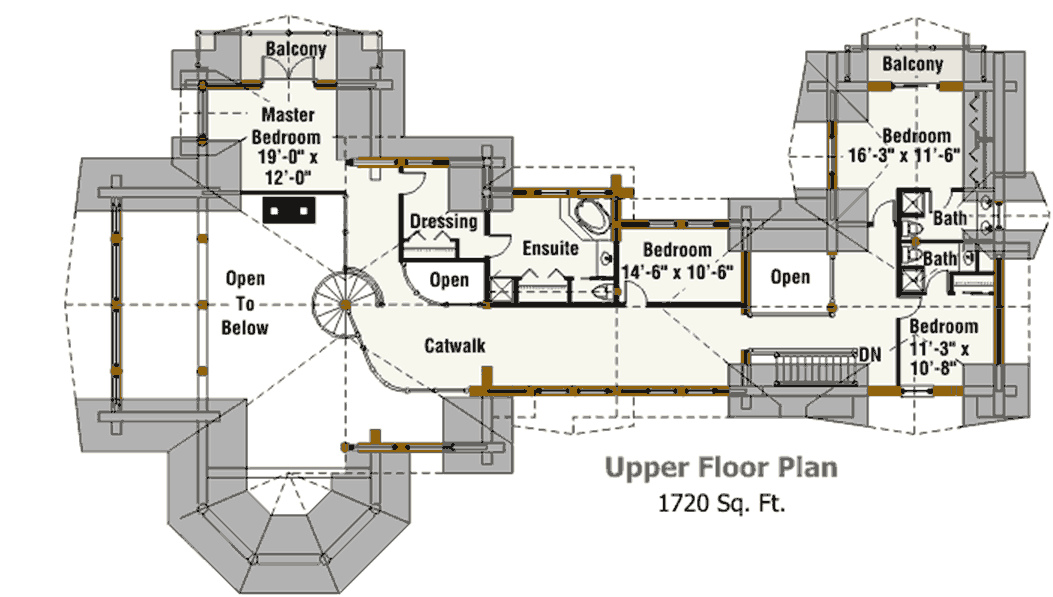 Balcony
Master
Bedroom
19'-0" x
12'-0"
Dressing
Ensuite
Open
Open
To
Below
Catwalk
Bedroom
14'-6" x 10'-6"
Open
Balcony
Bedroom
16'-3" x 11'-6"
Bath
Bath
Bedroom
11'-3" x
10'-8"
DN
Upper Floor Plan
1720 Sq. Ft.